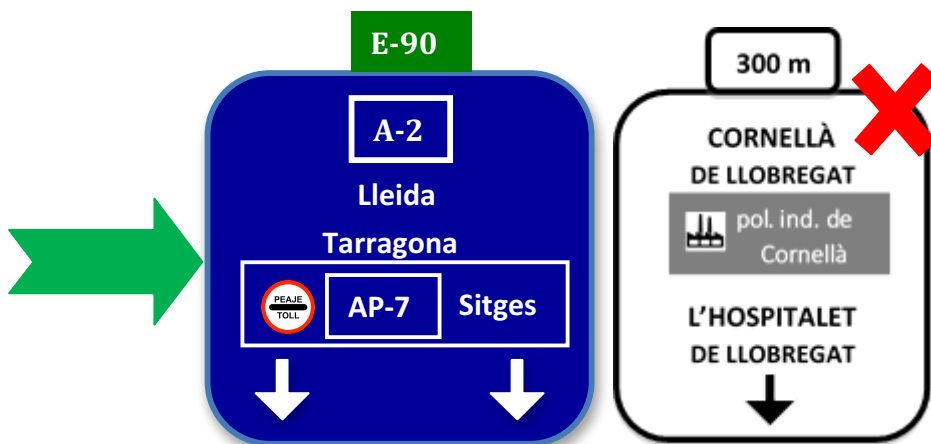 E-90
A-2
Lleida
Tarragona
PEAJE
TOLL
AP-7 Sitges
300 m
CORNELLÀ
DE LLOBREGAT
pol. ind. de
Cornellà
L'HOSPITALET
DE LLOBREGAT